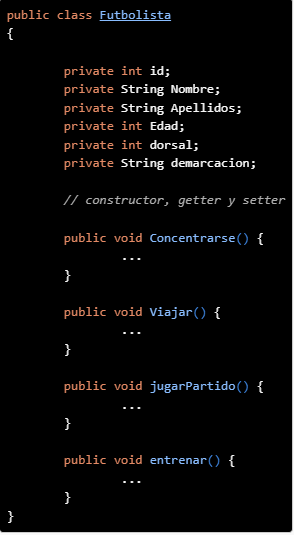 public class Futbolista
{
private int id;
private String Nombre;
private String Apellidos;
private int Edad;
private int dorsal;
private String demarcacion;
// constructor, getter y setter
public void Concentrarse() {
...
}
public void Viajar() {
...
}
public void jugarPartido() {
...
}
public void entrenar() {
...
}
}